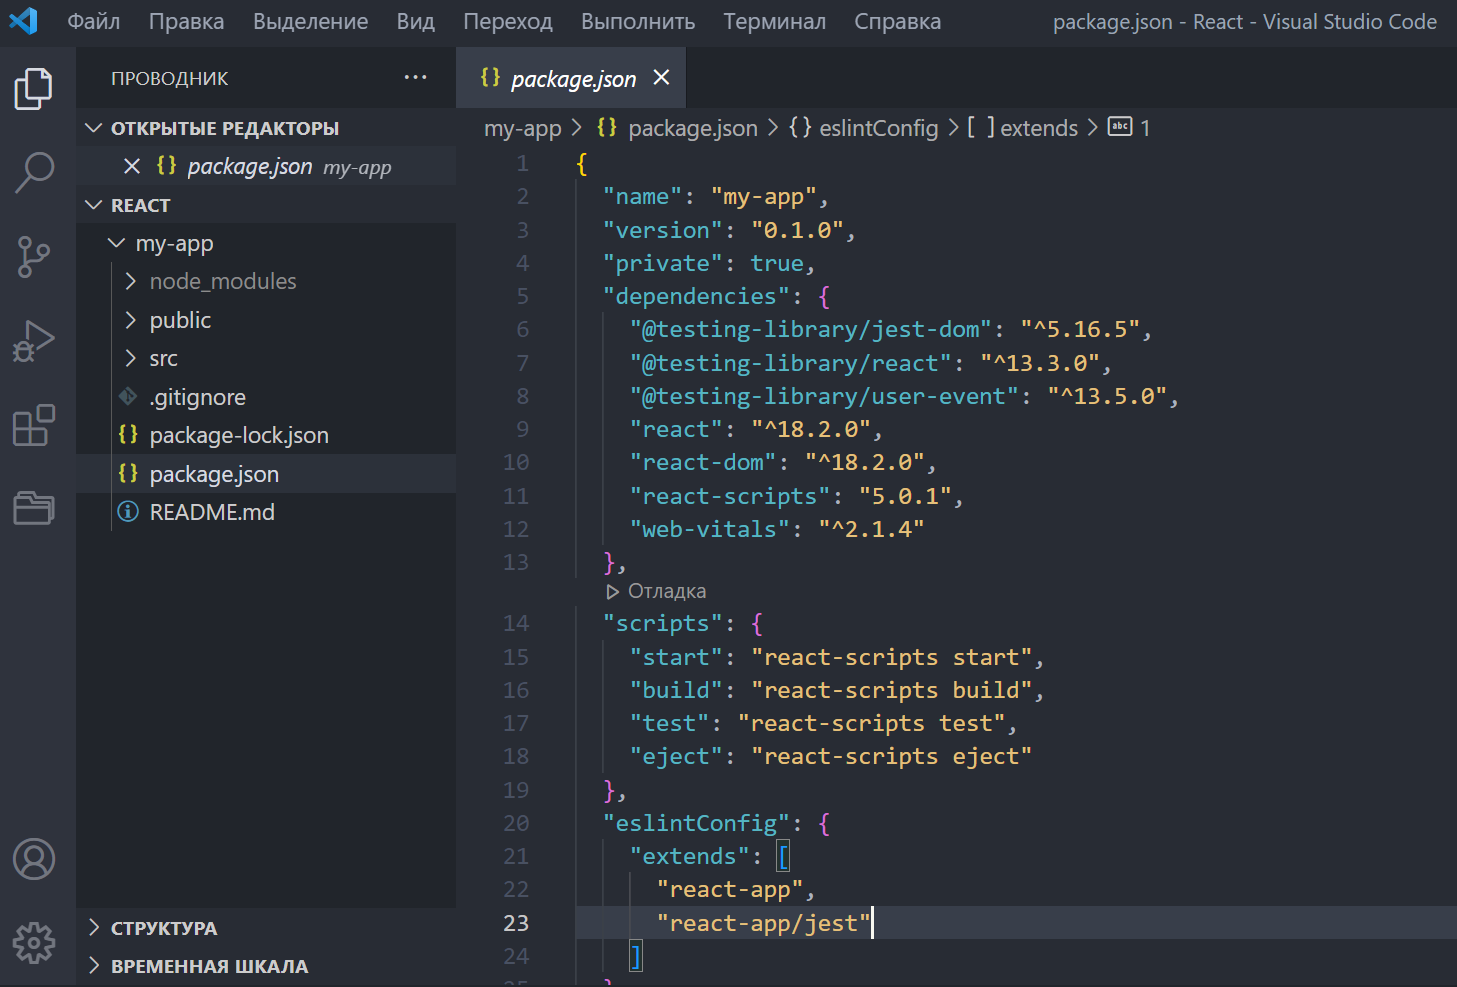 Файл Правка Выделение Вид Переход Выполнить Терминал Справка package.json - React - Visual Studio Code
ПРОВОДНИК ···
ОТКРЫТЫЕ РЕДАКТОРЫ
package.json my-app
REACT
my-app
node_modules
public
src
.gitignore
package-lock.json
package.json
README.md
СТРУКТУРА
ВРЕМЕННАЯ ШКАЛА
{} package.json
my-app > {} package.json > {} eslintConfig > [ ] extends > abc 1
1 {
2 "name": "my-app",
3 "version": "0.1.0",
4 "private": true,
5 "dependencies": {
6 "@testing-library/jest-dom": "^5.16.5",
7 "@testing-library/react": "^13.3.0",
8 "@testing-library/user-event": "^13.5.0",
9 "react": "^18.2.0",
10 "react-dom": "^18.2.0",
11 "react-scripts": "5.0.1",
12 "web-vitals": "^2.1.4"
13 },
Отладка
14 "scripts": {
15 "start": "react-scripts start",
16 "build": "react-scripts build",
17 "test": "react-scripts test",
18 "eject": "react-scripts eject"
19 },
20 "eslintConfig": {
21 "extends": [
22 "react-app",
23 "react-app/jest"
24 ]